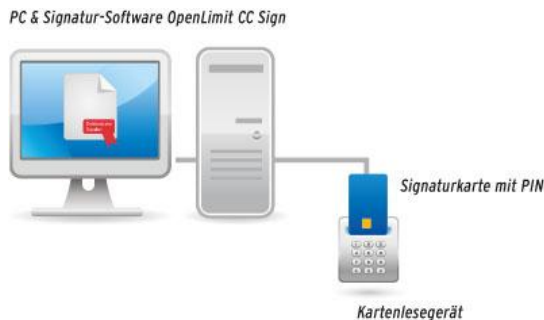 PC & Signatur-Software OpenLimit CC Sign
Signaturkarte mit PIN
Kartenlesegerät